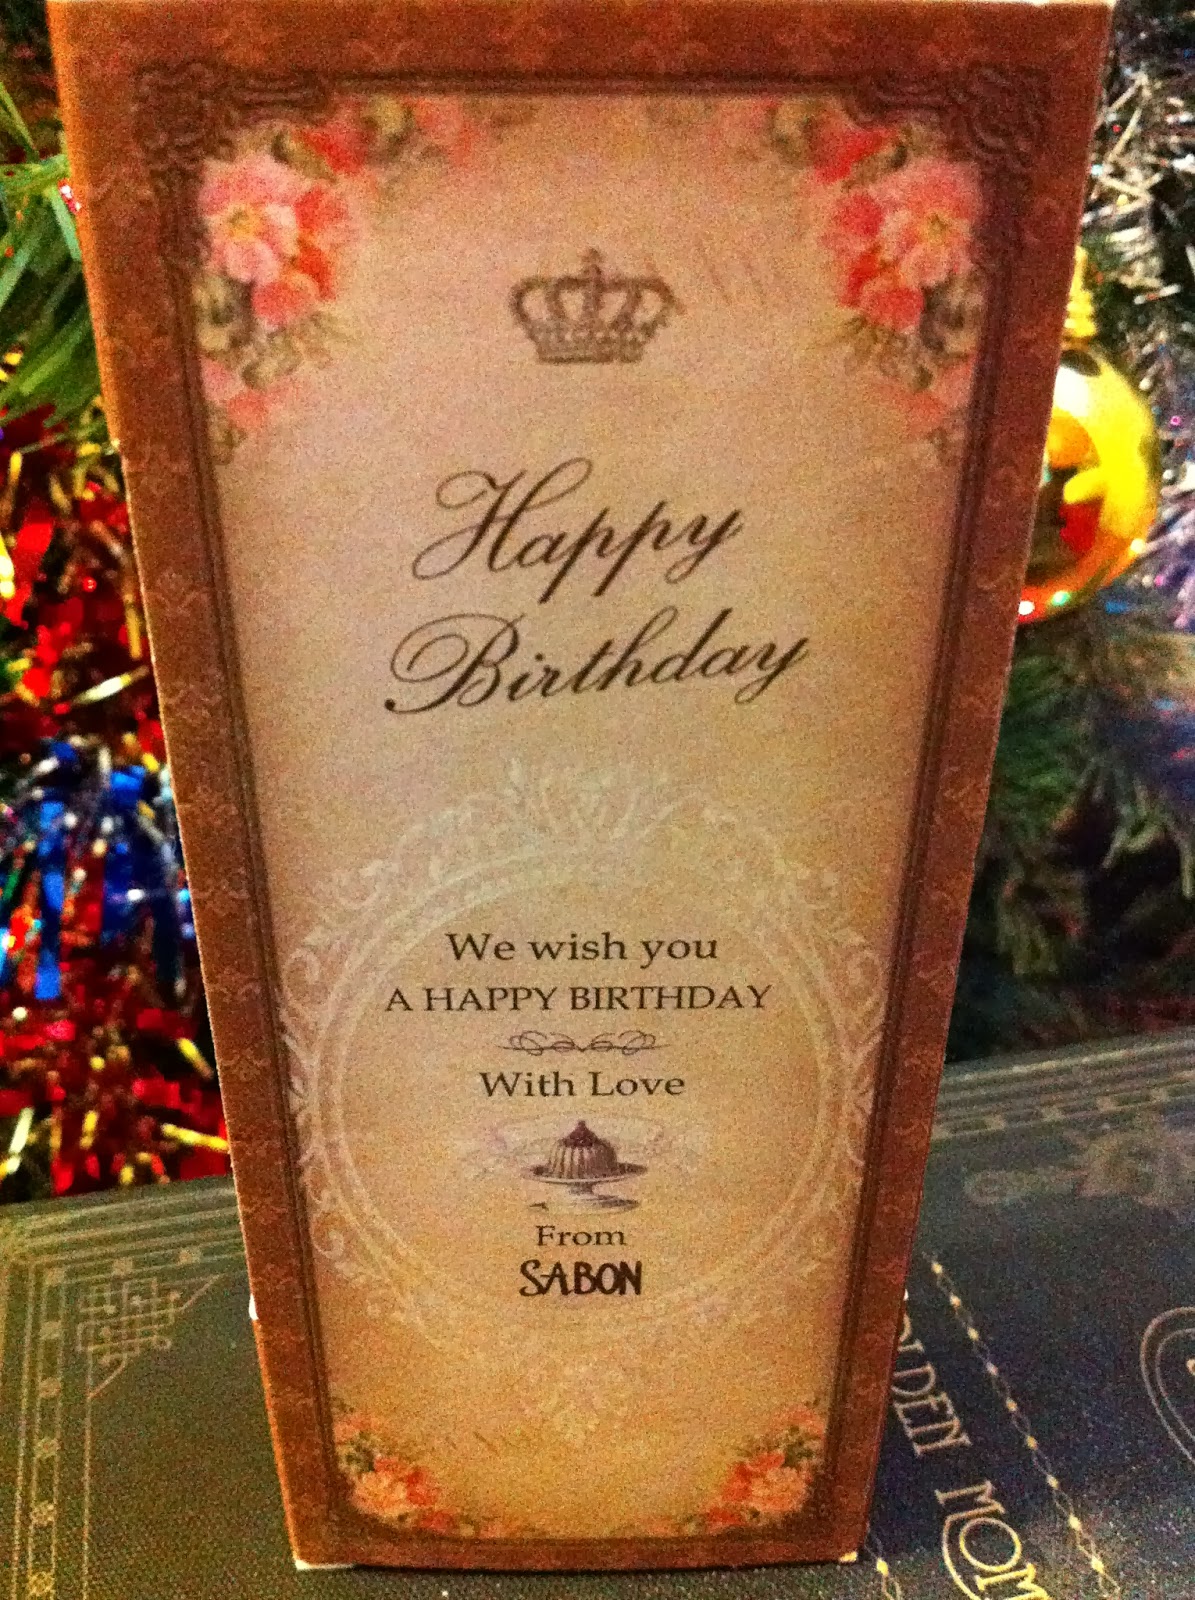 Happy
Birthday
We wish you
A HAPPY BIRTHDAY
With Love
From
SABON